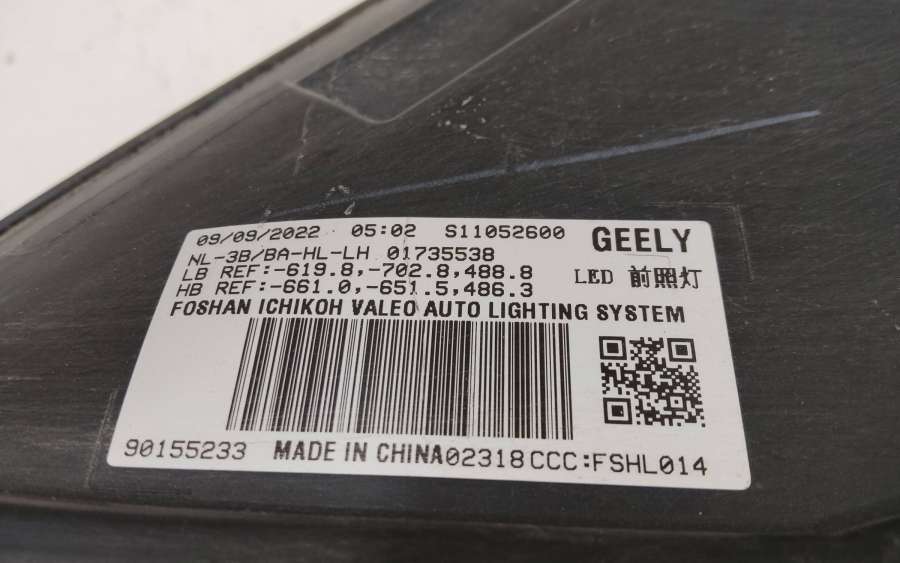 09/09/2022 05:02 S11052600 GEELY
NL-3B/BA-HL-LH 01735538
LB REF:-619.8,-702.8,488.8 LED 前照灯
HB REF:-661.0,-651.5,486.3
FOSHAN ICHIKOH VALEO AUTO LIGHTING SYSTEM
90155233 MADE IN CHINA02318 CCC:FSHL014